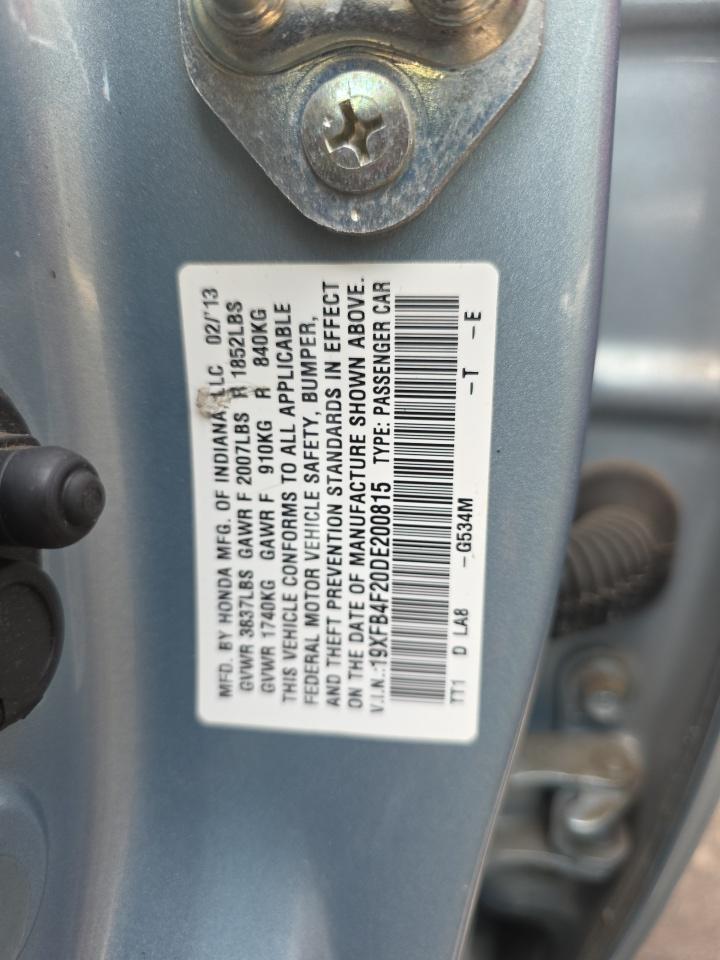 MFD. BY HONDA MFG. OF INDIANA, LLC 02/'13
GVWR 3837LBS GAWR F 2007LBS R 1852LBS
GVWR 1740KG GAWR F 910KG R 840KG
THIS VEHICLE CONFORMS TO ALL APPLICABLE
FEDERAL MOTOR VEHICLE SAFETY, BUMPER,
AND THEFT PREVENTION STANDARDS IN EFFECT
ON THE DATE OF MANUFACTURE SHOWN ABOVE.
V.I.N.:19XFB4F20DE200815 TYPE: PASSENGER CAR
TT1 D LA8 -G534M -T -E